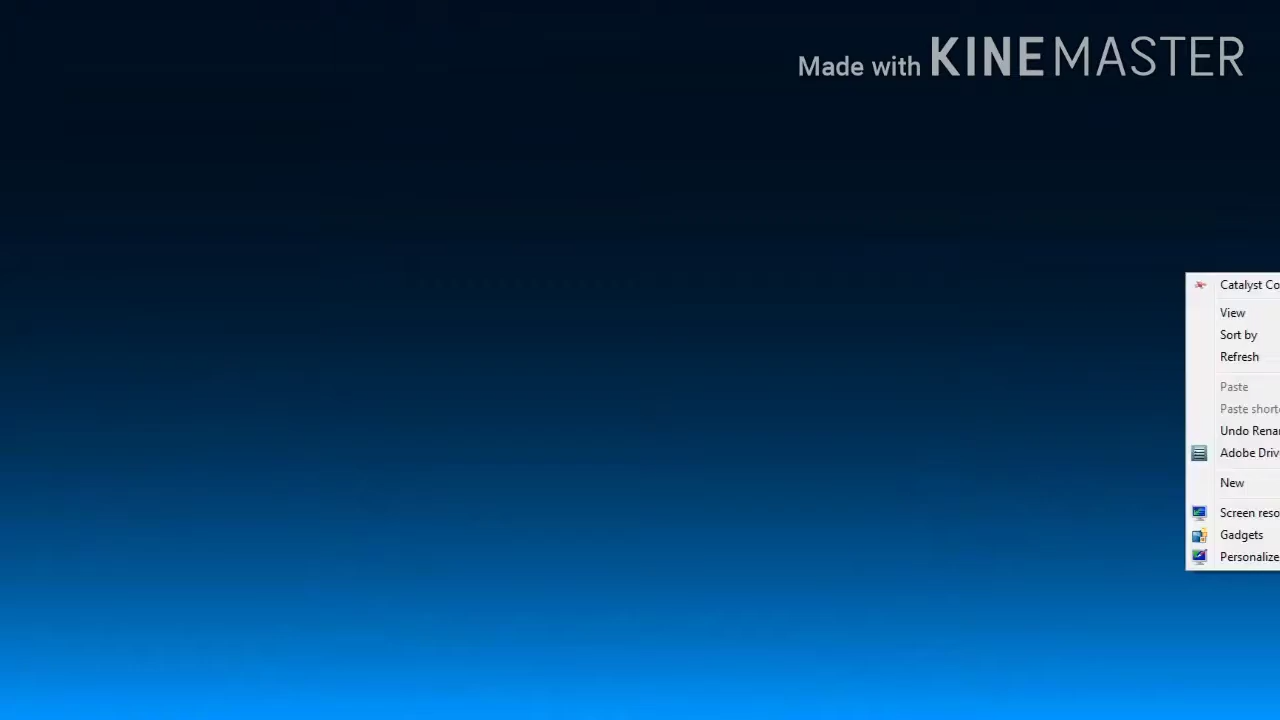 Made with KINEMASTER
Catalyst Co
View
Sort by
Refresh
Paste
Paste short
Undo Rena
Adobe Driv
New
Screen reso
Gadgets
Personalize